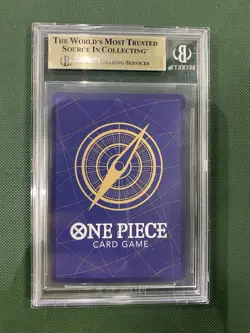 THE WORLD'S MOST TRUSTED
SOURCE IN COLLECTING
GRADING SERVICES
ONE PIECE
CARD GAME